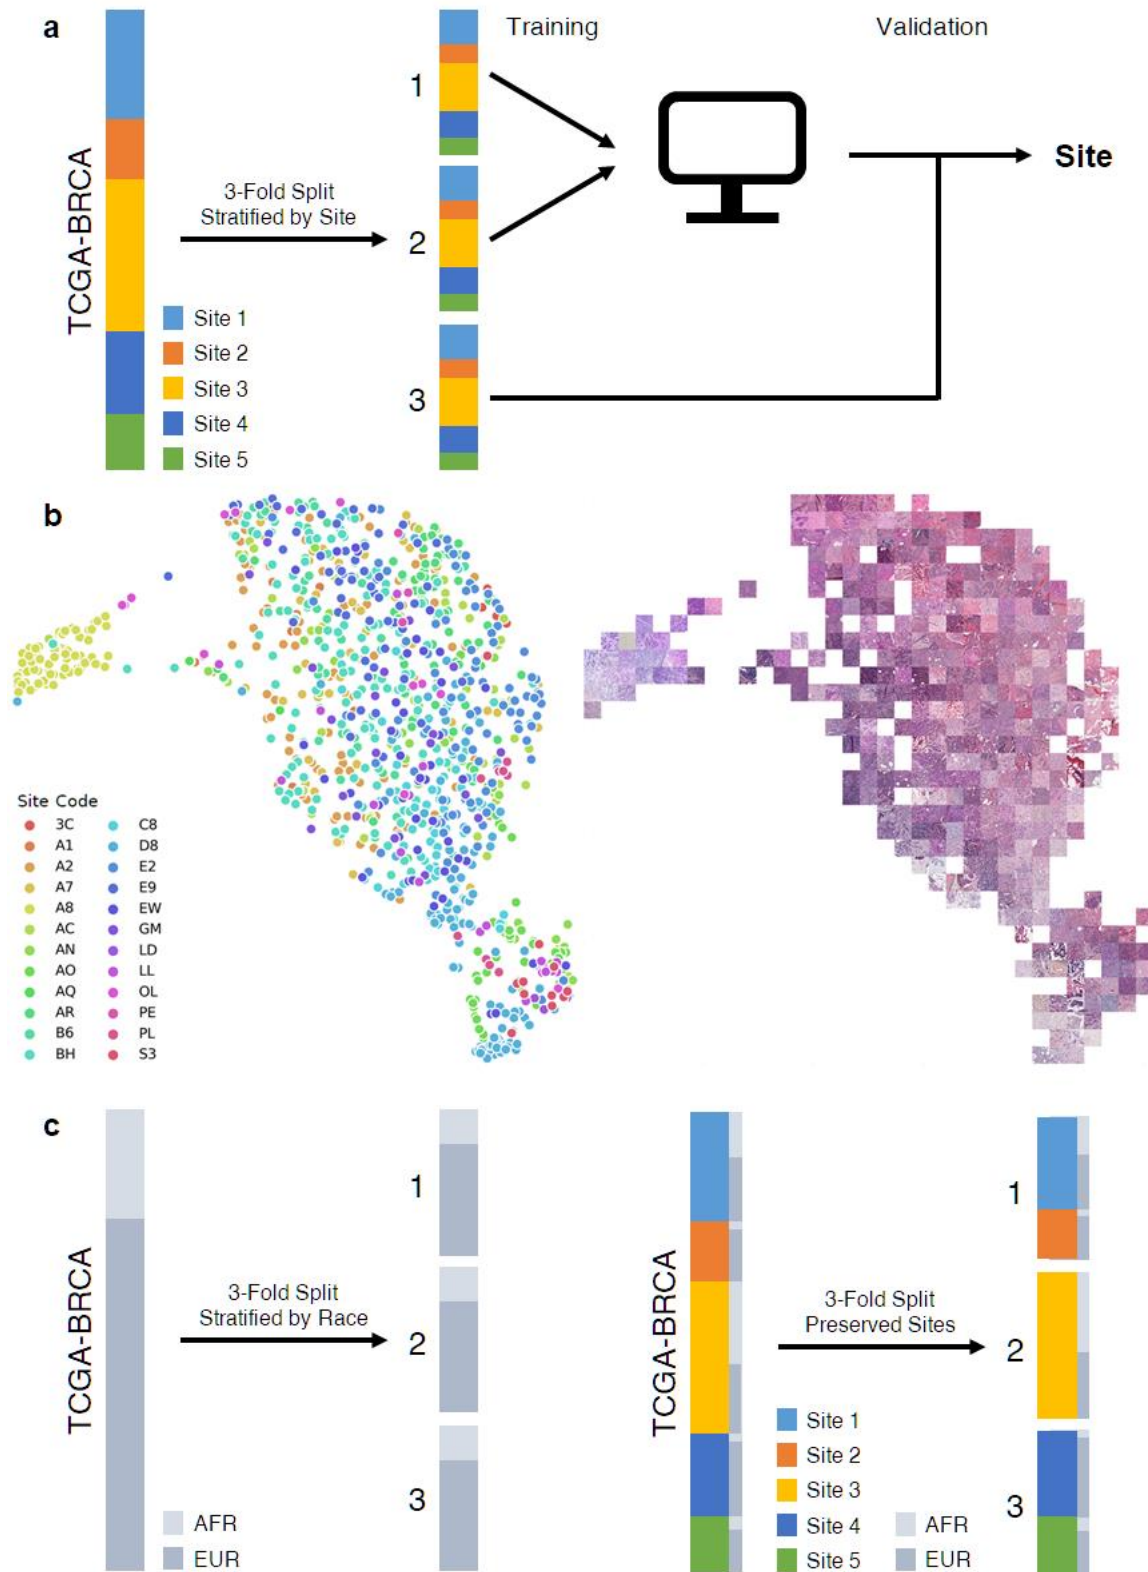 a
TCGA-BRCA
3-Fold Split
Stratified by Site
Site 1
Site 2
Site 3
Site 4
Site 5
1
2
3
Training
Validation
Site
b
Site Code
3C
A1
A2
A7
A8
AC
AN
AO
AQ
AR
B6
BH
C8
D8
E2
E9
EW
GM
LD
LL
OL
PE
PL
S3
c
TCGA-BRCA
3-Fold Split
Stratified by Race
AFR
EUR
1
2
3
TCGA-BRCA
3-Fold Split
Preserved Sites
Site 1
Site 2
Site 3
Site 4
Site 5
AFR
EUR
1
2
3